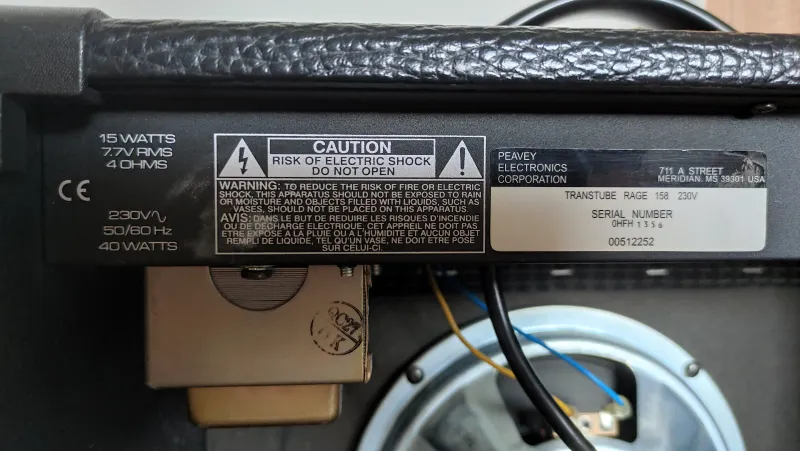 15 WATTS
7.7V RMS
4 OHMS
CE
230V
50/60 Hz
40 WATTS
CAUTION
RISK OF ELECTRIC SHOCK
DO NOT OPEN
WARNING: TO REDUCE THE RISK OF FIRE OR ELECTRIC
SHOCK, THIS APPARATUS SHOULD NOT BE EXPOSED TO RAIN
OR MOISTURE AND OBJECTS FILLED WITH LIQUIDS, SUCH AS
VASES, SHOULD NOT BE PLACED ON THIS APPARATUS.
AVIS: DANS LE BUT DE REDUIRE LES RISQUES D'INCENDIE
OU DE DECHARGE ELECTRIQUE, CET APPAREIL NE DOIT PAS
ETRE EXPOSE A LA PLUIE OU A L'HUMIDITE ET AUCUN OBJET
REMPLI DE LIQUIDE, TEL QU'UN VASE, NE DOIT ETRE POSE
SUR CELUI-CI.
PEAVEY
ELECTRONICS
CORPORATION
711 A STREET
MERIDIAN, MS 39301 USA
TRANSTUBE RAGE 158 230V
SERIAL NUMBER
0HFH1356
00512252
QC27